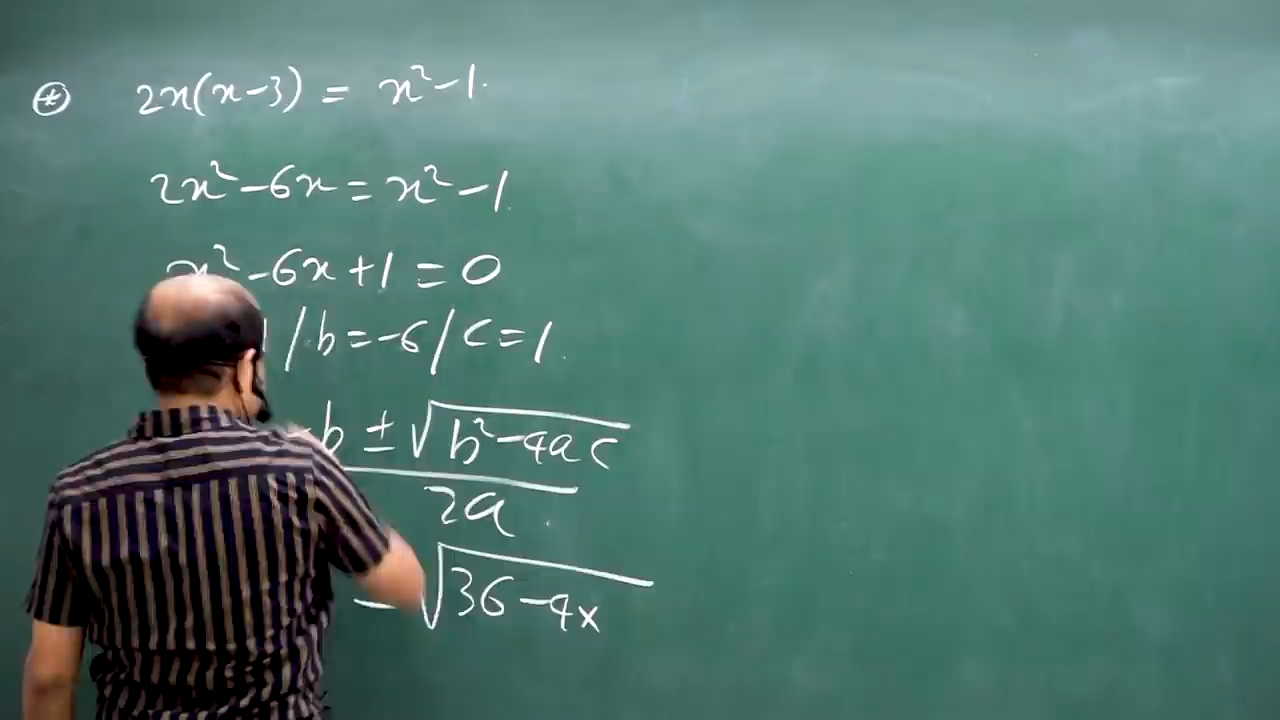 ⊛ 2x(x-3) = x²-1.
2x²-6x=x²-1.
x²-6x+1=0
/b=-6/c=1.
-b ± √b²-4ac
2a.
√36-4x